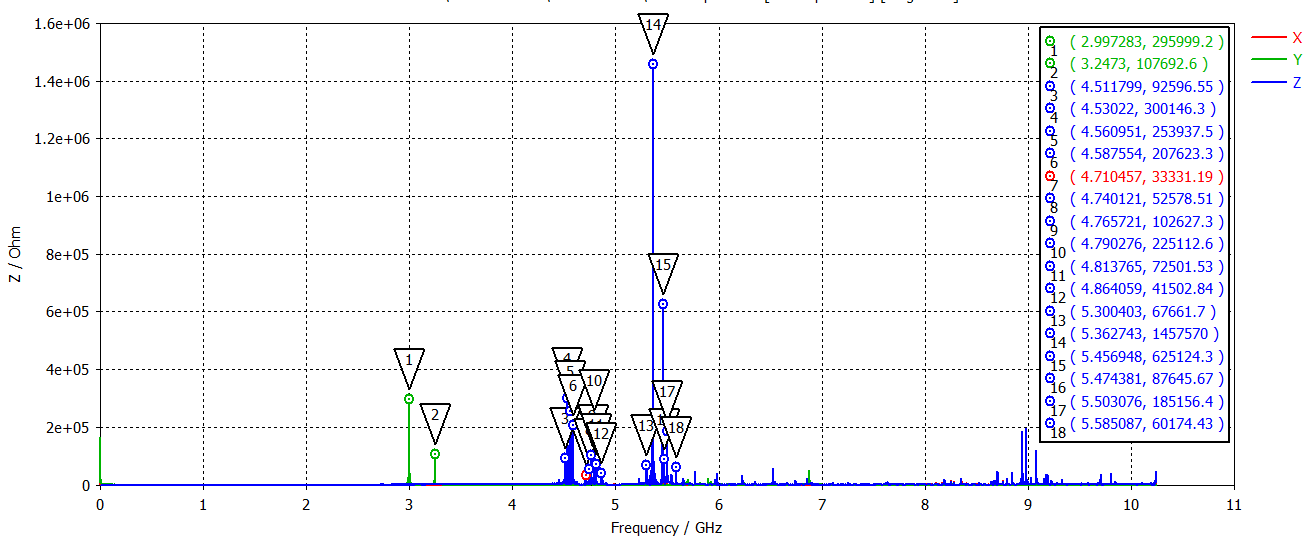 1.6e+06
1.4e+06
1.2e+06
1e+06
8e+05
6e+05
4e+05
2e+05
0
Z / Ohm
0 1 2 3 4 5 6 7 8 9 10 11
Frequency / GHz
14
15
1
2
4
5
6
3
10
12
13
17
18
1 ( 2.997283, 295999.2 )
2 ( 3.2473, 107692.6 )
3 ( 4.511799, 92596.55 )
4 ( 4.53022, 300146.3 )
5 ( 4.560951, 253937.5 )
6 ( 4.587554, 207623.3 )
7 ( 4.710457, 33331.19 )
8 ( 4.740121, 52578.51 )
9 ( 4.765721, 102627.3 )
10 ( 4.790276, 225112.6 )
11 ( 4.813765, 72501.53 )
12 ( 4.864059, 41502.84 )
13 ( 5.300403, 67661.7 )
14 ( 5.362743, 1457570 )
15 ( 5.456948, 625124.3 )
16 ( 5.474381, 87645.67 )
17 ( 5.503076, 185156.4 )
18 ( 5.585087, 60174.43 )
X
Y
Z